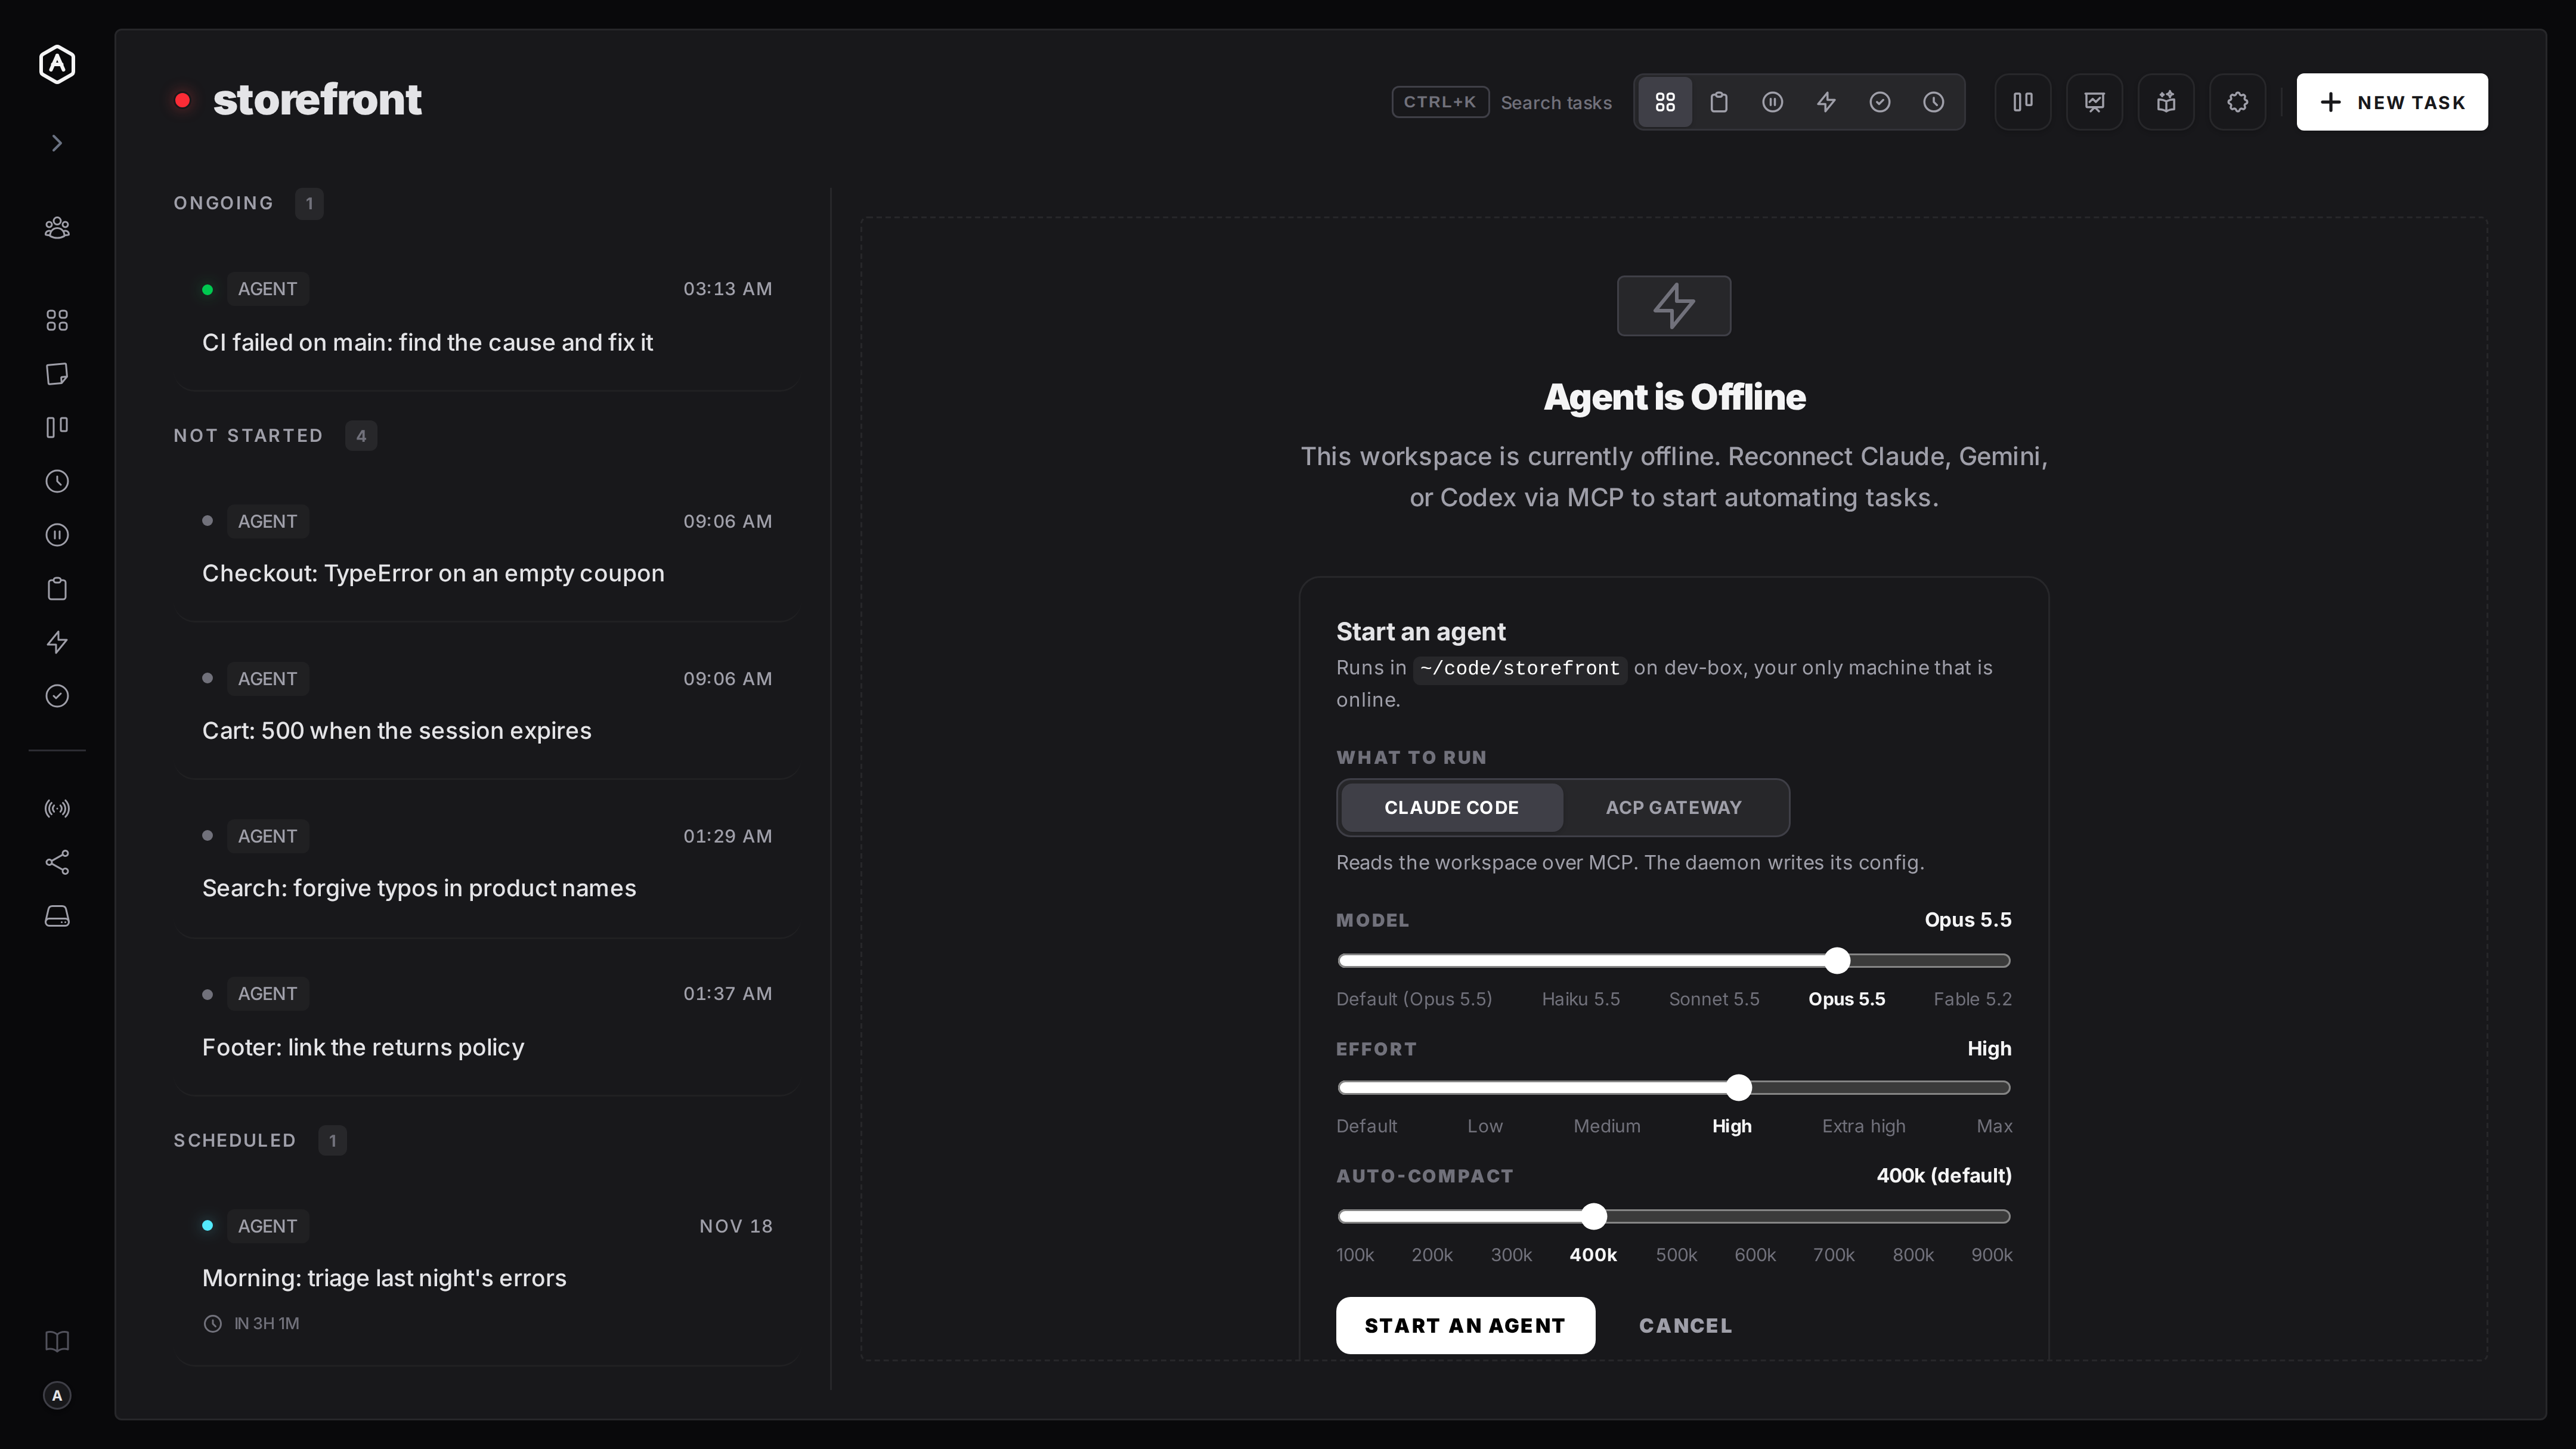 storefront
CTRL+K Search tasks
NEW TASK
ONGOING 1
AGENT 03:13 AM
CI failed on main: find the cause and fix it
NOT STARTED 4
AGENT 09:06 AM
Checkout: TypeError on an empty coupon
AGENT 09:06 AM
Cart: 500 when the session expires
AGENT 01:29 AM
Search: forgive typos in product names
AGENT 01:37 AM
Footer: link the returns policy
SCHEDULED 1
AGENT NOV 18
Morning: triage last night's errors
IN 3H 1M
A
Agent is Offline
This workspace is currently offline. Reconnect Claude, Gemini,
or Codex via MCP to start automating tasks.
Start an agent
Runs in ~/code/storefront on dev-box, your only machine that is
online.
WHAT TO RUN
CLAUDE CODE ACP GATEWAY
Reads the workspace over MCP. The daemon writes its config.
MODEL Opus 5.5
Default (Opus 5.5) Haiku 5.5 Sonnet 5.5 Opus 5.5 Fable 5.2
EFFORT High
Default Low Medium High Extra high Max
AUTO-COMPACT 400k (default)
100k 200k 300k 400k 500k 600k 700k 800k 900k
START AN AGENT CANCEL